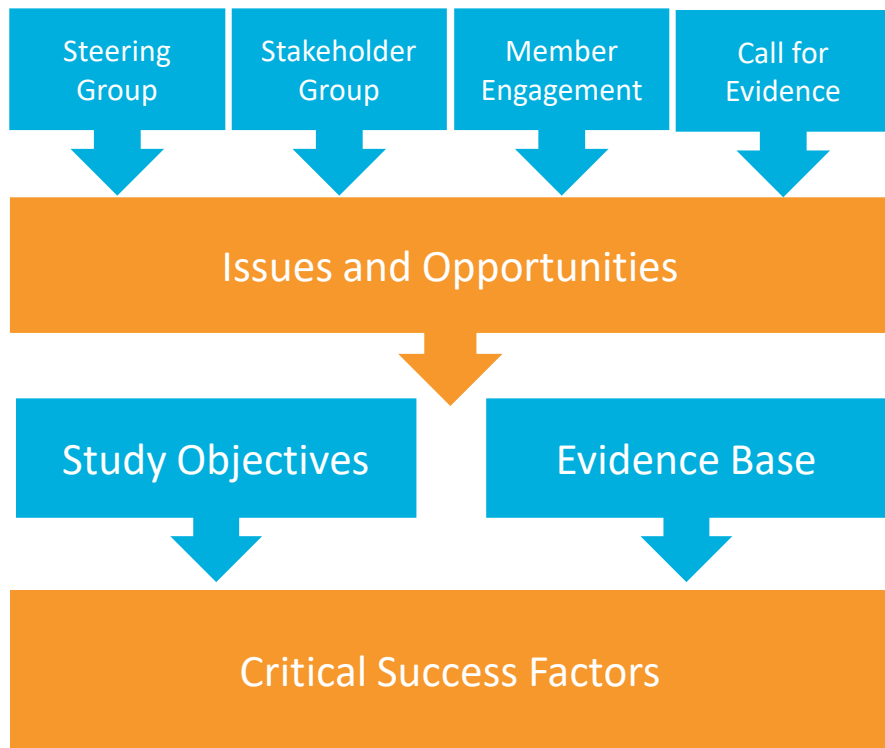 Steering
Group
Stakeholder
Group
Member
Engagement
Call for
Evidence
Issues and Opportunities
Study Objectives
Evidence Base
Critical Success Factors